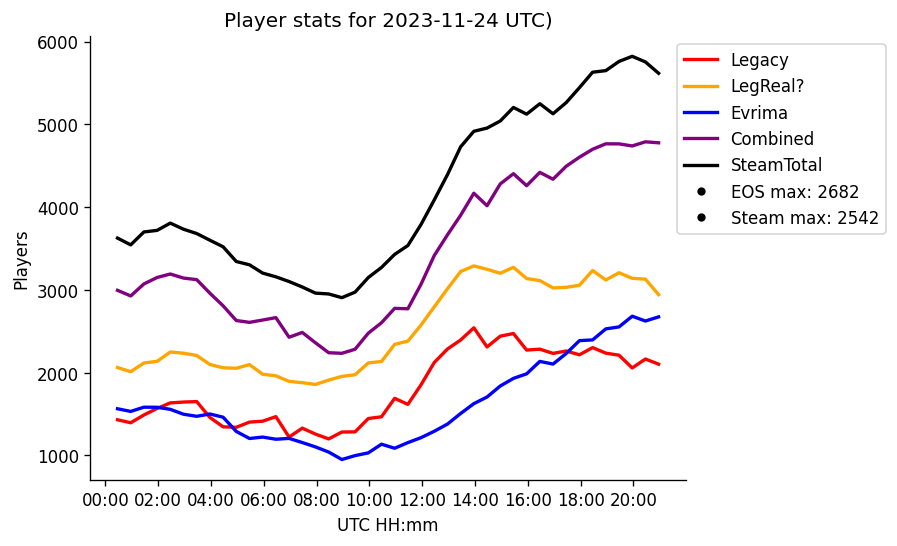 Player stats for 2023-11-24 UTC)
6000
5000
4000
3000
2000
1000
Players
00:00 02:00 04:00 06:00 08:00 10:00 12:00 14:00 16:00 18:00 20:00
UTC HH:mm
Legacy
LegReal?
Evrima
Combined
SteamTotal
EOS max: 2682
Steam max: 2542